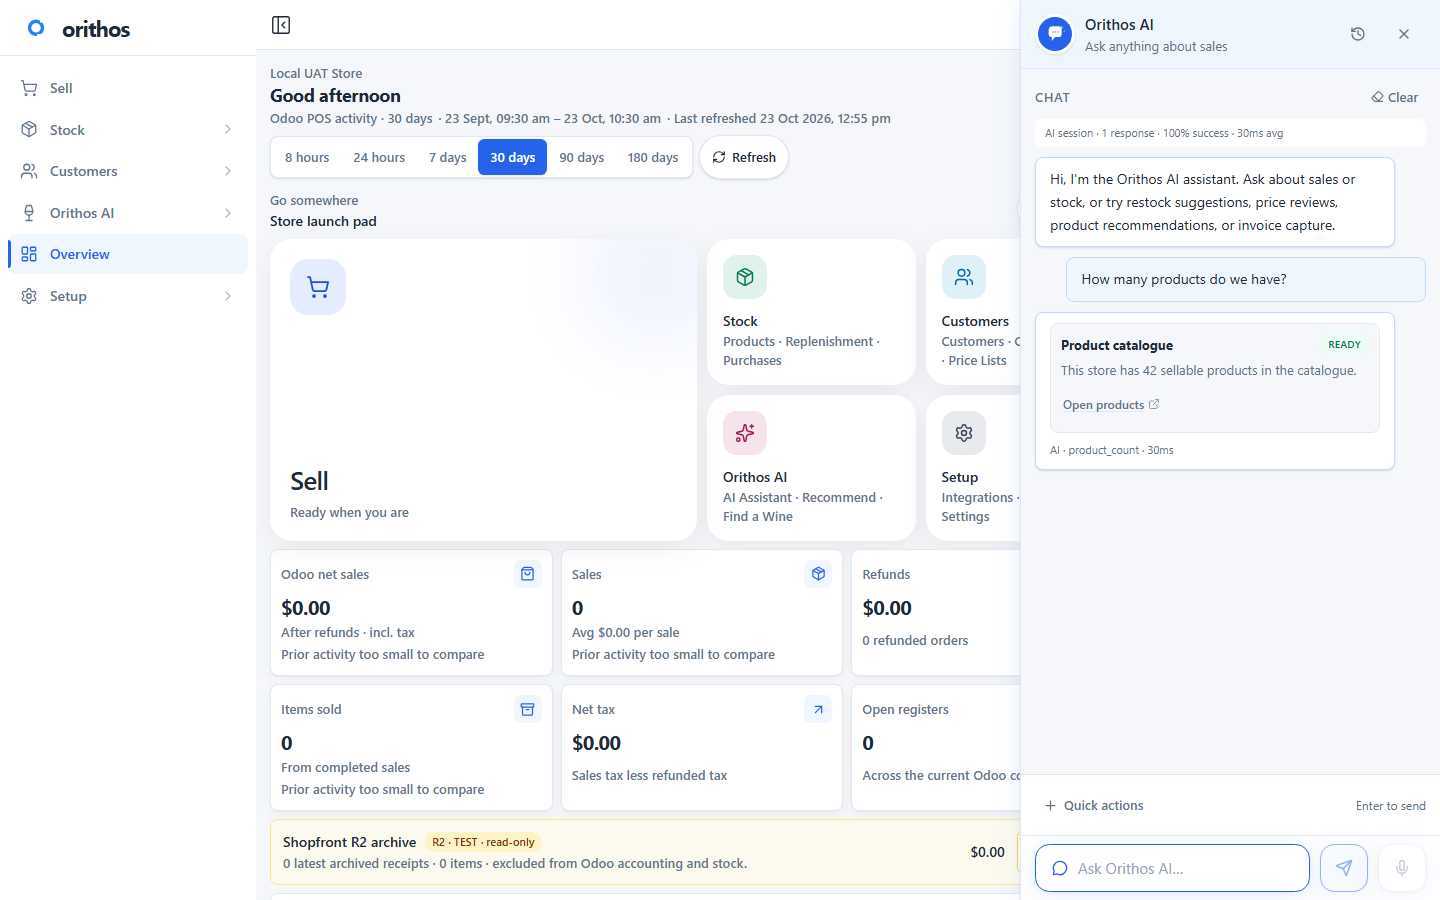 orithos
Sell
Stock
Customers
Orithos AI
Overview
Setup
Local UAT Store
Good afternoon
Odoo POS activity · 30 days · 23 Sept, 09:30 am – 23 Oct, 10:30 am · Last refreshed 23 Oct 2026, 12:55 pm
8 hours 24 hours 7 days 30 days 90 days 180 days Refresh
Go somewhere
Store launch pad
Sell
Ready when you are
Stock
Products · Replenishment ·
Purchases
Customers
Customers ·
· Price Lists
Orithos AI
AI Assistant · Recommend ·
Find a Wine
Setup
Integrations ·
Settings
Odoo net sales
$0.00
After refunds · incl. tax
Prior activity too small to compare
Sales
0
Avg $0.00 per sale
Prior activity too small to compare
Refunds
$0.00
0 refunded orders
Items sold
0
From completed sales
Prior activity too small to compare
Net tax
$0.00
Sales tax less refunded tax
Open registers
0
Across the current Odoo
Shopfront R2 archive R2 · TEST · read-only
0 latest archived receipts · 0 items · excluded from Odoo accounting and stock.
$0.00
Orithos AI
Ask anything about sales
CHAT
Clear
AI session · 1 response · 100% success · 30ms avg
Hi, I'm the Orithos AI assistant. Ask about sales or
stock, or try restock suggestions, price reviews,
product recommendations, or invoice capture.
How many products do we have?
Product catalogue READY
This store has 42 sellable products in the catalogue.
Open products
AI · product_count · 30ms
Quick actions
Enter to send
Ask Orithos AI...